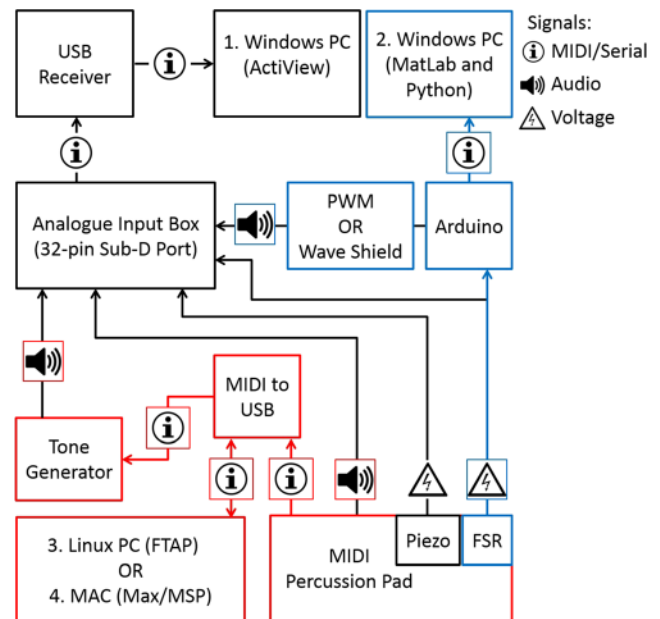 USB
Receiver
1. Windows PC
(ActiView)
2. Windows PC
(MatLab and
Python)
Signals:
MIDI/Serial
Audio
Voltage
Analogue Input Box
(32-pin Sub-D Port)
PWM
OR
Wave Shield
Arduino
MIDI to
USB
Tone
Generator
3. Linux PC (FTAP)
OR
4. MAC (Max/MSP)
MIDI
Percussion Pad
Piezo
FSR